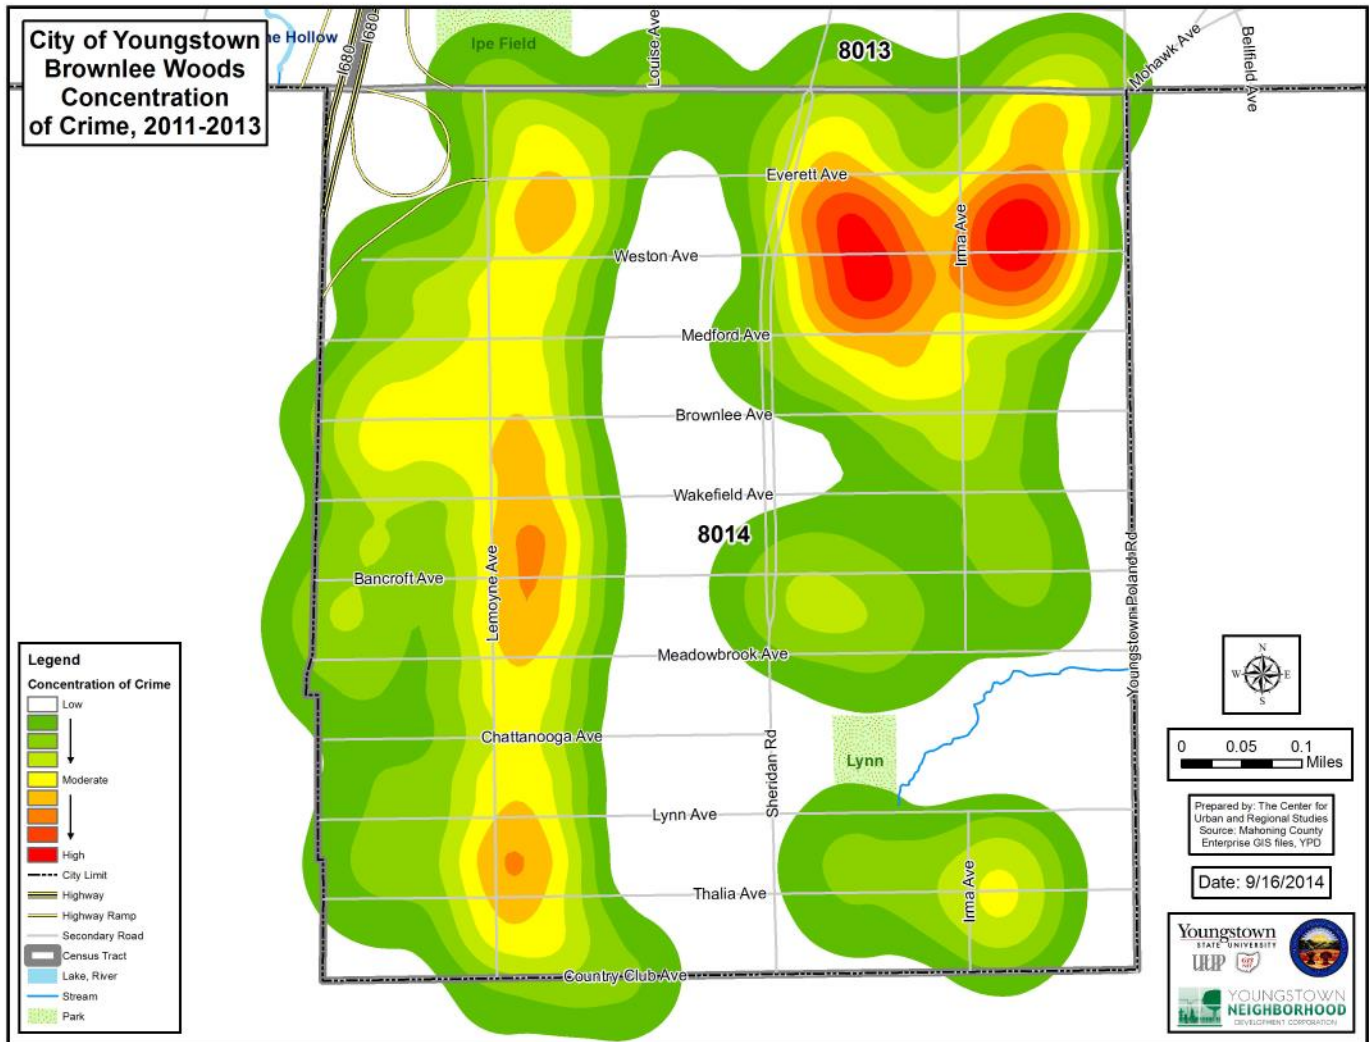 City of Youngstown
Brownlee Woods
Concentration
of Crime, 2011-2013
ne Hollow
I680
I680
Ipe Field
Louise Ave
8013
Mohawk Ave
Bellfield Ave
Everett Ave
Irma Ave
Weston Ave
Medford Ave
Brownlee Ave
Wakefield Ave
8014
Lemoyne Ave
Bancroft Ave
Youngstown Poland Rd
Meadowbrook Ave
Chattanooga Ave
Sheridan Rd
Lynn
Lynn Ave
Thalia Ave
Irma Ave
Country Club Ave
Legend
Concentration of Crime
Low
Moderate
High
City Limit
Highway
Highway Ramp
Secondary Road
Census Tract
Lake, River
Stream
Park
N
W E
S
0 0.05 0.1
Miles
Prepared by: The Center for
Urban and Regional Studies
Source: Mahoning County
Enterprise GIS files, YPD
Date: 9/16/2014
Youngstown
STATE UNIVERSITY
YOUNGSTOWN
NEIGHBORHOOD
DEVELOPMENT CORPORATION